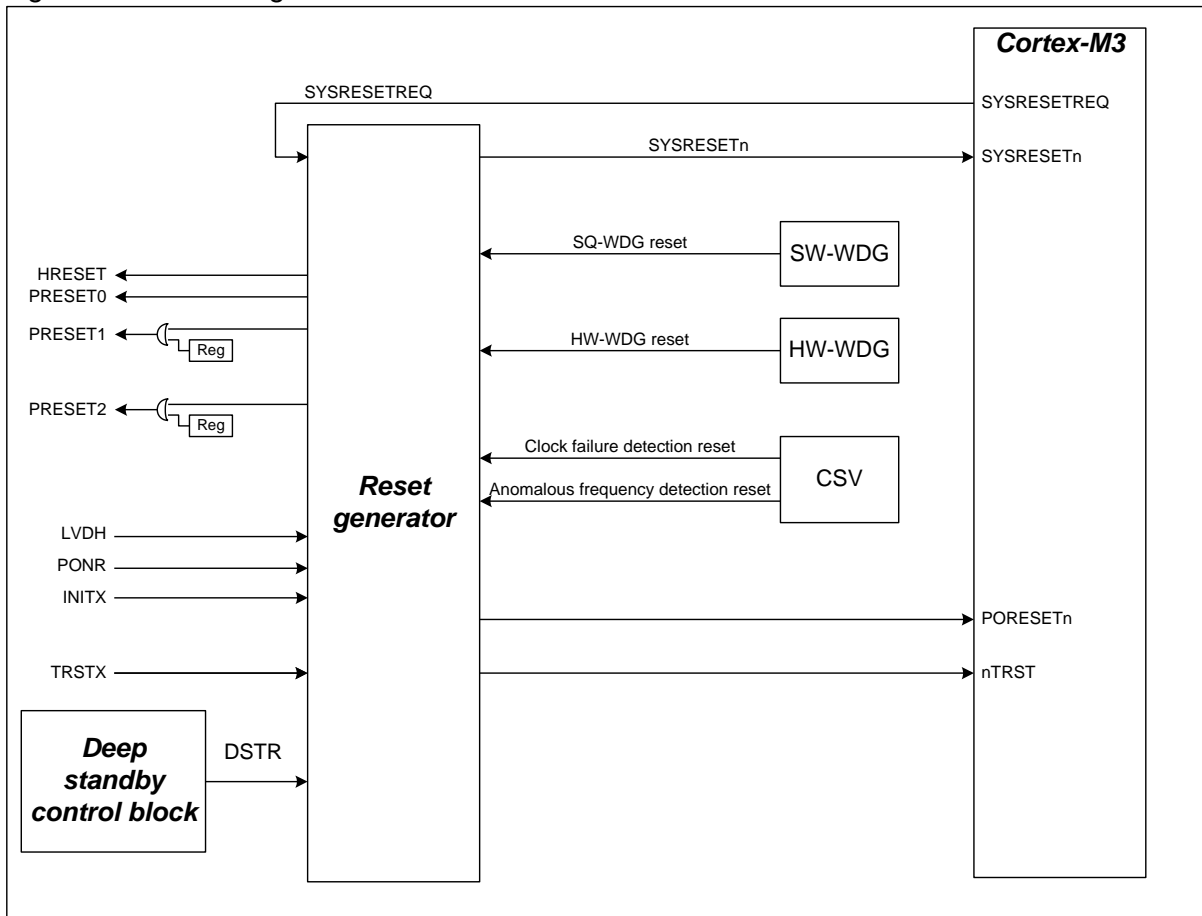 Cortex-M3
SYSRESETREQ
SYSRESETREQ
SYSRESETn
SYSRESETn
SQ-WDG reset
SW-WDG
HRESET
PRESET0
PRESET1
Reg
HW-WDG reset
HW-WDG
PRESET2
Reg
Clock failure detection reset
CSV
Anomalous frequency detection reset
Reset
generator
LVDH
PONR
INITX
PORESETn
TRSTX
nTRST
Deep
standby
control block
DSTR